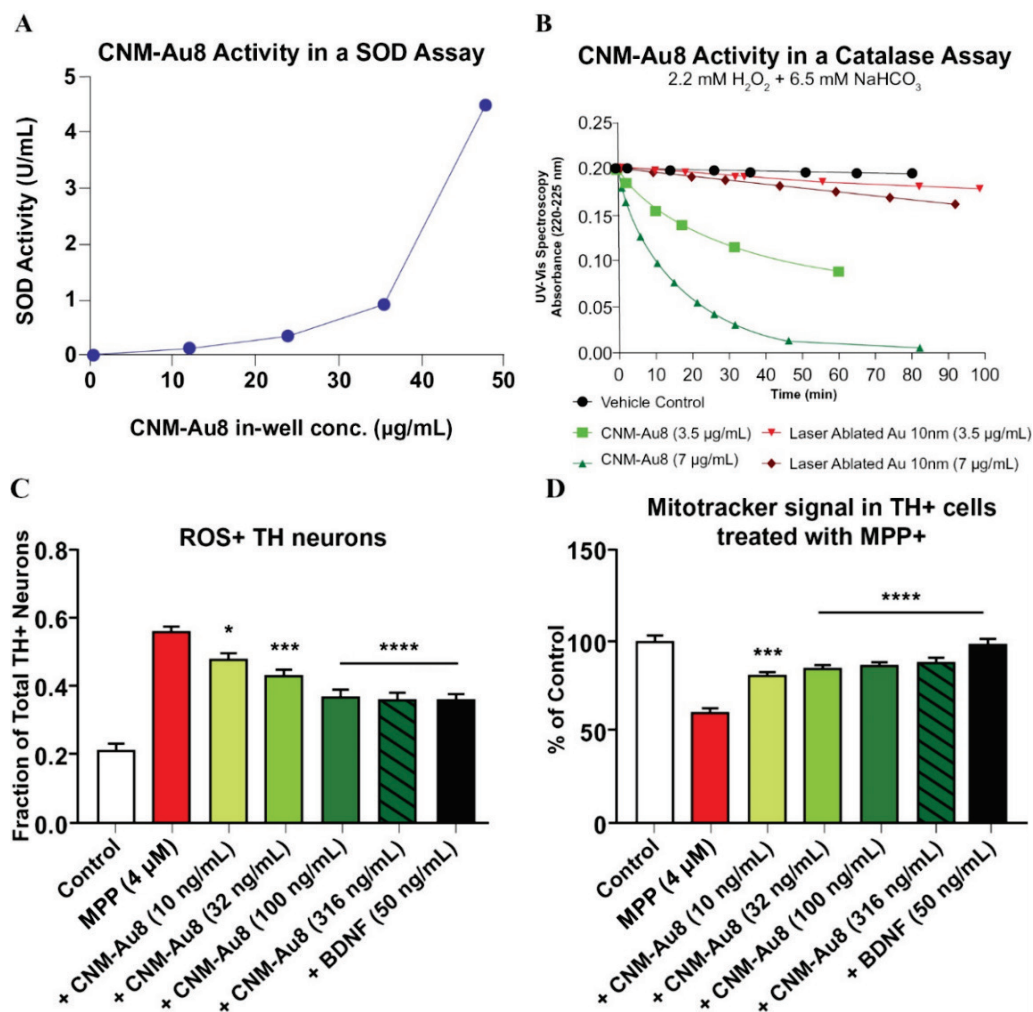 A
CNM-Au8 Activity in a SOD Assay
SOD Activity (U/mL)
5
4
3
2
1
0
0 10 20 30 40 50
CNM-Au8 in-well conc. (µg/mL)
B
CNM-Au8 Activity in a Catalase Assay
2.2 mM H₂O₂ + 6.5 mM NaHCO₃
UV-Vis Spectroscopy
Absorbance (220-225 nm)
0.25
0.20
0.15
0.10
0.05
0.00
0 10 20 30 40 50 60 70 80 90 100
Time (min)
Vehicle Control
CNM-Au8 (3.5 µg/mL)
Laser Ablated Au 10nm (3.5 µg/mL)
CNM-Au8 (7 µg/mL)
Laser Ablated Au 10nm (7 µg/mL)
C
ROS+ TH neurons
Fraction of Total TH+ Neurons
0.8
0.6
0.4
0.2
0.0
*
***
****
Control
MPP (4 µM)
+ CNM-Au8 (10 ng/mL)
+ CNM-Au8 (32 ng/mL)
+ CNM-Au8 (100 ng/mL)
+ CNM-Au8 (316 ng/mL)
+ BDNF (50 ng/mL)
D
Mitotracker signal in TH+ cells
treated with MPP+
% of Control
150
100
50
0
***
****
Control
MPP (4 µM)
+ CNM-Au8 (10 ng/mL)
+ CNM-Au8 (32 ng/mL)
+ CNM-Au8 (100 ng/mL)
+ CNM-Au8 (316 ng/mL)
+ BDNF (50 ng/mL)